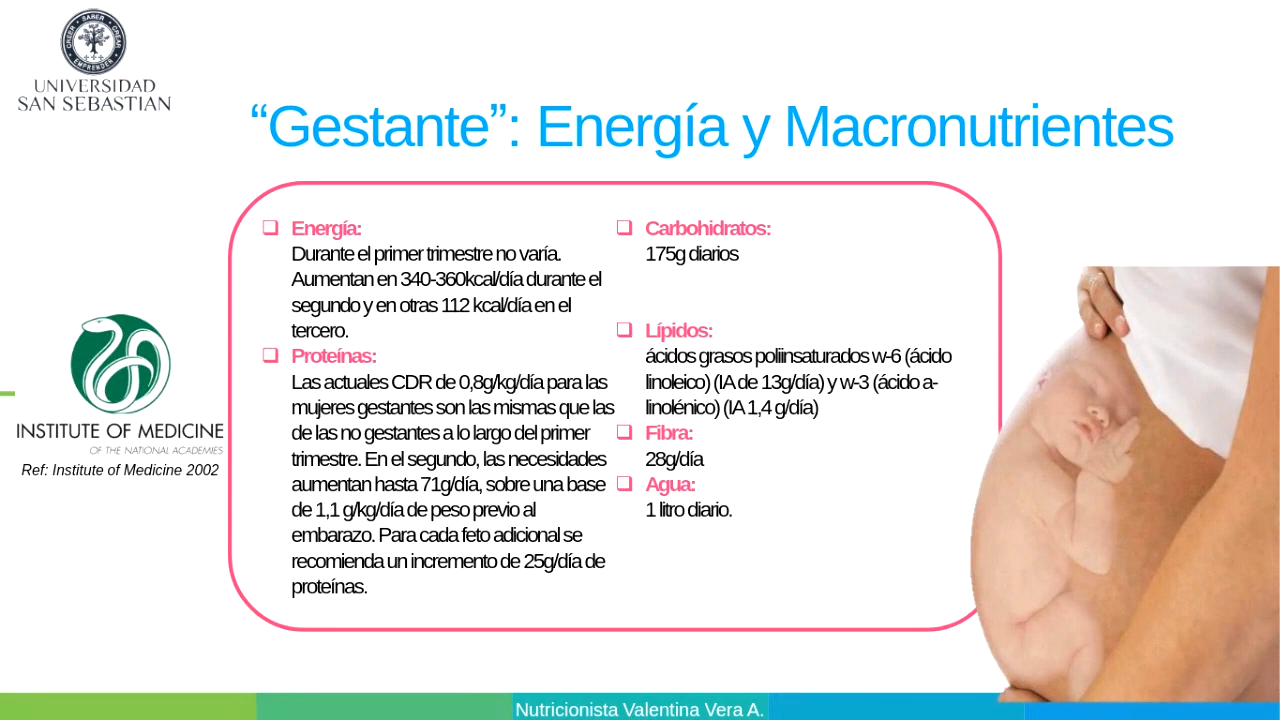 CREER SABER CREAR
EMPRENDER
UNIVERSIDAD
SAN SEBASTIAN
“Gestante”: Energía y Macronutrientes
❑ Energía:
Durante el primer trimestre no varía.
Aumentan en 340-360kcal/día durante el
segundo y en otras 112 kcal/día en el
tercero.
❑ Proteínas:
Las actuales CDR de 0,8g/kg/día para las
mujeres gestantes son las mismas que las
de las no gestantes a lo largo del primer
trimestre. En el segundo, las necesidades
aumentan hasta 71g/día, sobre una base
de 1,1 g/kg/día de peso previo al
embarazo. Para cada feto adicional se
recomienda un incremento de 25g/día de
proteínas.
❑ Carbohidratos:
175g diarios
❑ Lípidos:
ácidos grasos poliinsaturados w-6 (ácido
linoleico) (IA de 13g/día) y w-3 (ácido a-
linolénico) (IA 1,4 g/día)
❑ Fibra:
28g/día
❑ Agua:
1 litro diario.
INSTITUTE OF MEDICINE
OF THE NATIONAL ACADEMIES
Ref: Institute of Medicine 2002
Nutricionista Valentina Vera A.